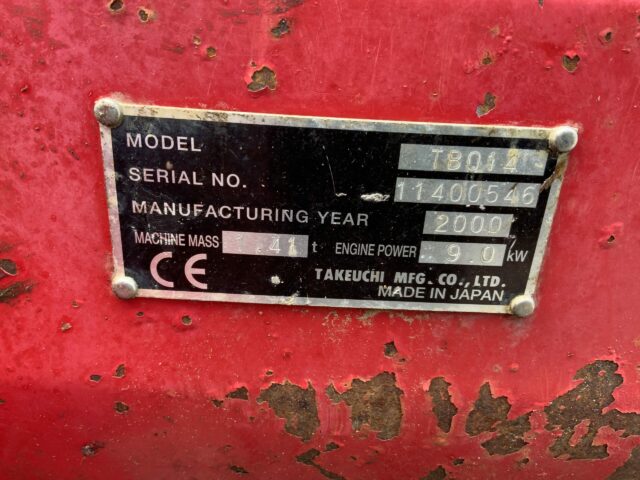 MODEL TB014
SERIAL NO. 11400546
MANUFACTURING YEAR 2000
MACHINE MASS 1.41 t ENGINE POWER 9.0 kW
CE TAKEUCHI MFG. CO., LTD.
MADE IN JAPAN